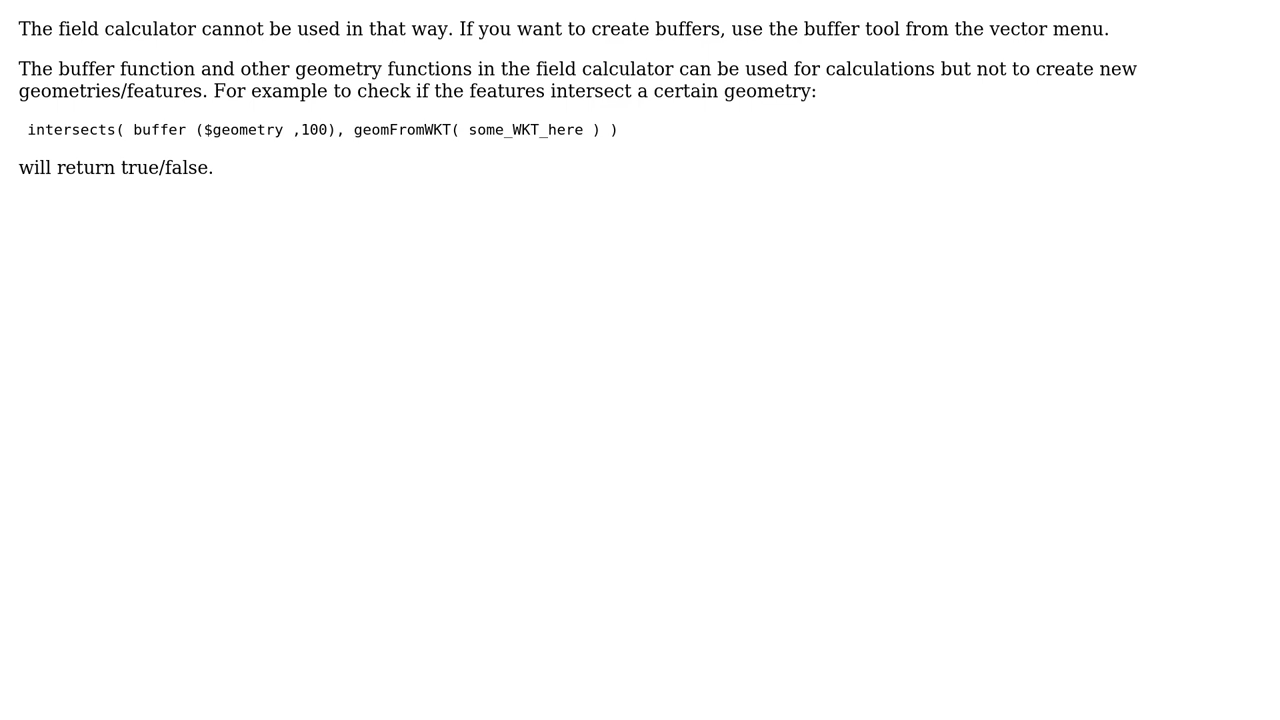 The field calculator cannot be used in that way. If you want to create buffers, use the buffer tool from the vector menu.
The buffer function and other geometry functions in the field calculator can be used for calculations but not to create new
geometries/features. For example to check if the features intersect a certain geometry:
intersects( buffer ($geometry ,100), geomFromWKT( some_WKT_here ) )
will return true/false.